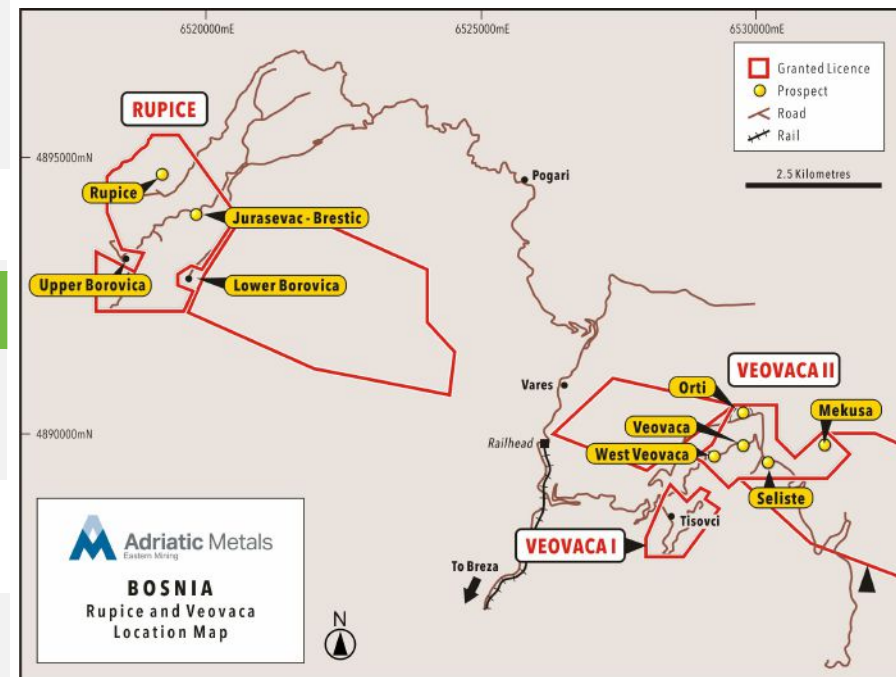 6520000mE
6525000mE
6530000mE
4895000mN
4890000mN
RUPICE
Rupice
Jurasevac - Brestic
Upper Borovica
Lower Borovica
Pogari
Granted Licence
Prospect
Road
Rail
2.5 Kilometres
Vares
Railhead
Orti
VEOVACA II
Veovaca
Mekusa
West Veovaca
Seliste
Tisovci
VEOVACA I
To Breza
Adriatic Metals
Eastern Mining
BOSNIA
Rupice and Veovaca
Location Map
N